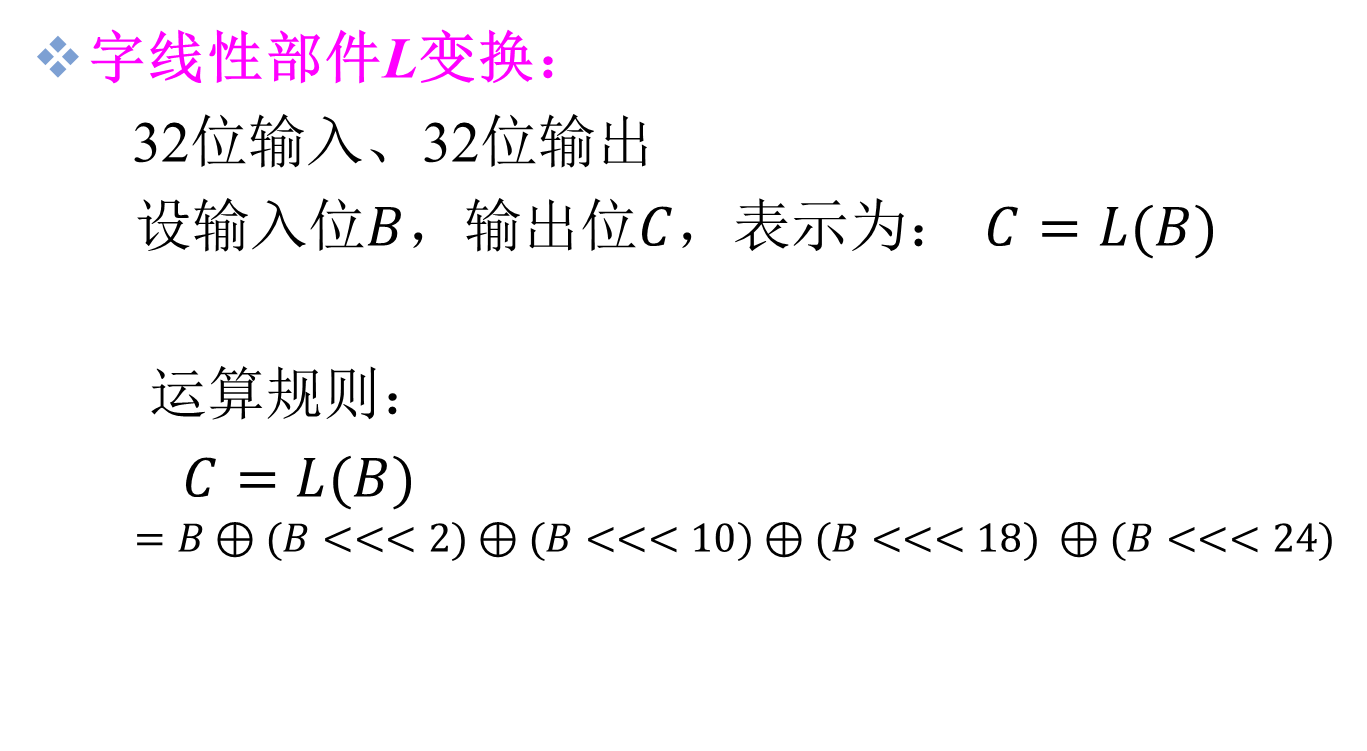 字线性部件L变换：
32位输入、32位输出
设输入位B，输出位C，表示为： C = L(B)
运算规则：
C = L(B)
= B ⊕ (B <<< 2) ⊕ (B <<< 10) ⊕ (B <<< 18) ⊕ (B <<< 24)